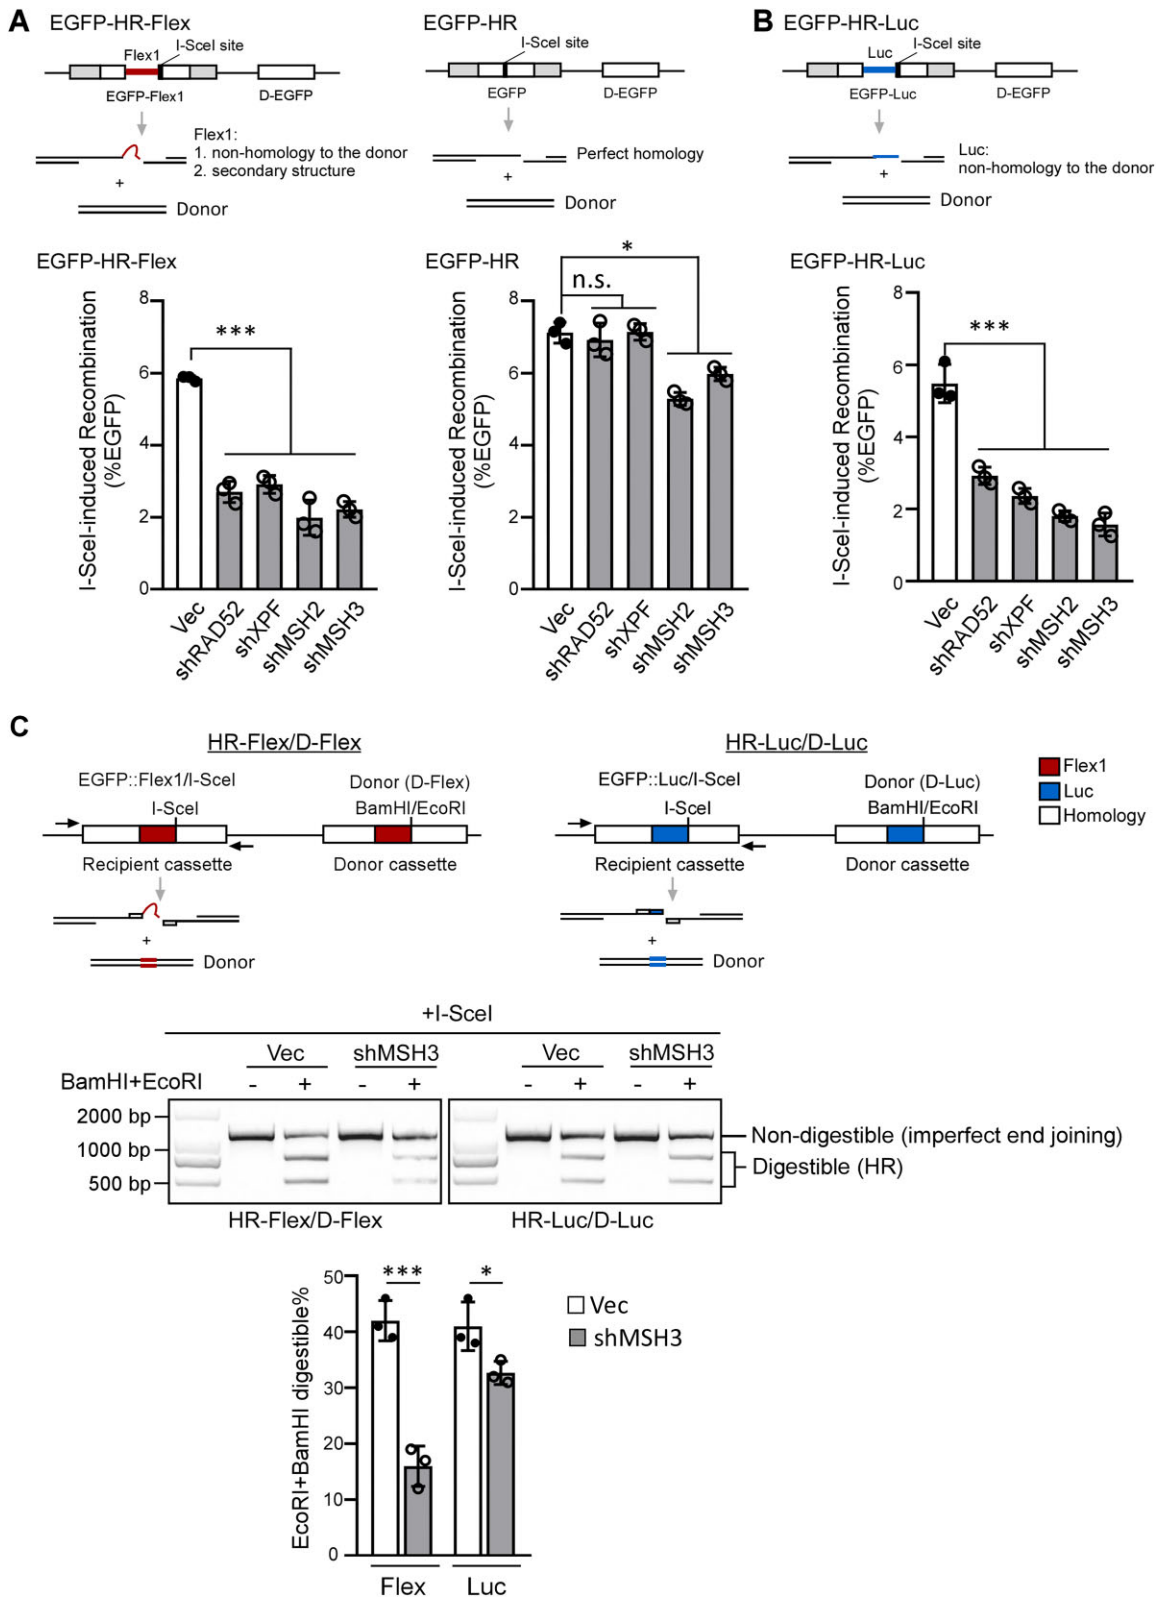 A
EGFP-HR-Flex
Flex1
I-SceI site
EGFP-Flex1
D-EGFP
Flex1:
1. non-homology to the donor
2. secondary structure
+
Donor
EGFP-HR
I-SceI site
EGFP
D-EGFP
Perfect homology
+
Donor
B
EGFP-HR-Luc
Luc
I-SceI site
EGFP-Luc
D-EGFP
Luc:
non-homology to the donor
+
Donor
EGFP-HR-Flex
I-SceI-induced Recombination
(%EGFP)
8
6
4
2
0
***
Vec
shRAD52
shXPF
shMSH2
shMSH3
EGFP-HR
I-SceI-induced Recombination
(%EGFP)
8
6
4
2
0
*
n.s.
Vec
shRAD52
shXPF
shMSH2
shMSH3
EGFP-HR-Luc
I-SceI-induced Recombination
(%EGFP)
8
6
4
2
0
***
Vec
shRAD52
shXPF
shMSH2
shMSH3
C
HR-Flex/D-Flex
EGFP::Flex1/I-SceI
I-SceI
Donor (D-Flex)
BamHI/EcoRI
Recipient cassette
Donor cassette
+
Donor
HR-Luc/D-Luc
EGFP::Luc/I-SceI
I-SceI
Donor (D-Luc)
BamHI/EcoRI
Recipient cassette
Donor cassette
+
Donor
Flex1
Luc
Homology
+I-SceI
Vec shMSH3 Vec shMSH3
BamHI+EcoRI - + - + - + - +
2000 bp
1000 bp
500 bp
Non-digestible (imperfect end joining)
Digestible (HR)
HR-Flex/D-Flex
HR-Luc/D-Luc
EcoRI+BamHI digestible%
50
40
30
20
10
0
***
*
Vec
shMSH3
Flex
Luc